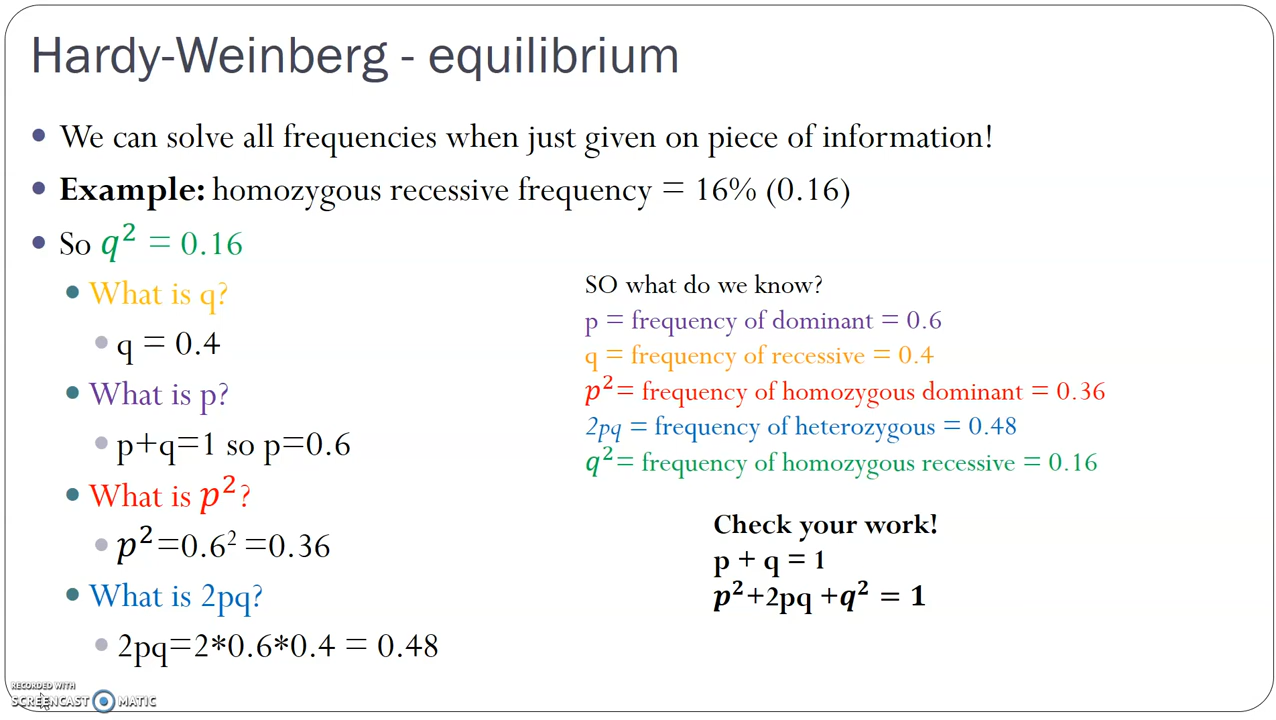 Hardy-Weinberg - equilibrium
• We can solve all frequencies when just given on piece of information!
• Example: homozygous recessive frequency = 16% (0.16)
• So q² = 0.16
• What is q?
• q = 0.4
• What is p?
• p+q=1 so p=0.6
• What is p²?
• p²=0.6² =0.36
• What is 2pq?
• 2pq=2*0.6*0.4 = 0.48
SO what do we know?
p = frequency of dominant = 0.6
q = frequency of recessive = 0.4
p²= frequency of homozygous dominant = 0.36
2pq = frequency of heterozygous = 0.48
q²= frequency of homozygous recessive = 0.16
Check your work!
p + q = 1
p²+2pq +q² = 1
RECORDED WITH
SCREENCAST MATIC